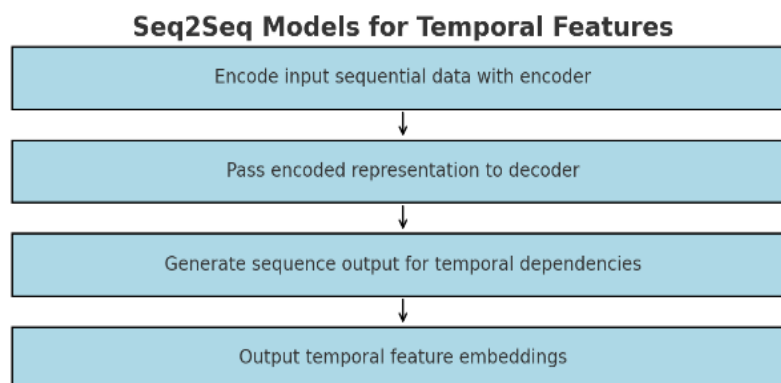 Seq2Seq Models for Temporal Features
Encode input sequential data with encoder
Pass encoded representation to decoder
Generate sequence output for temporal dependencies
Output temporal feature embeddings